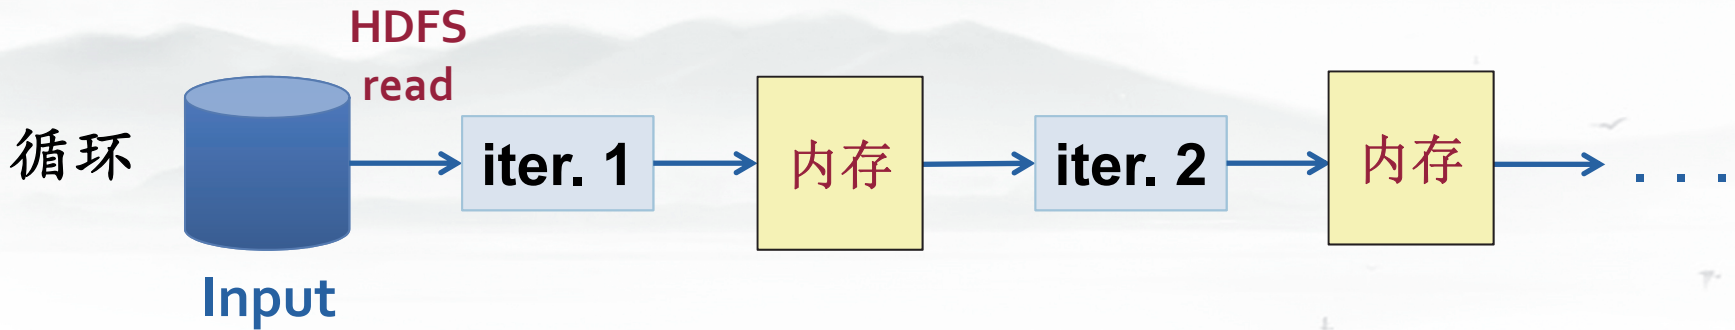 HDFS
read
循环
iter. 1
内存
iter. 2
内存
. . .
Input